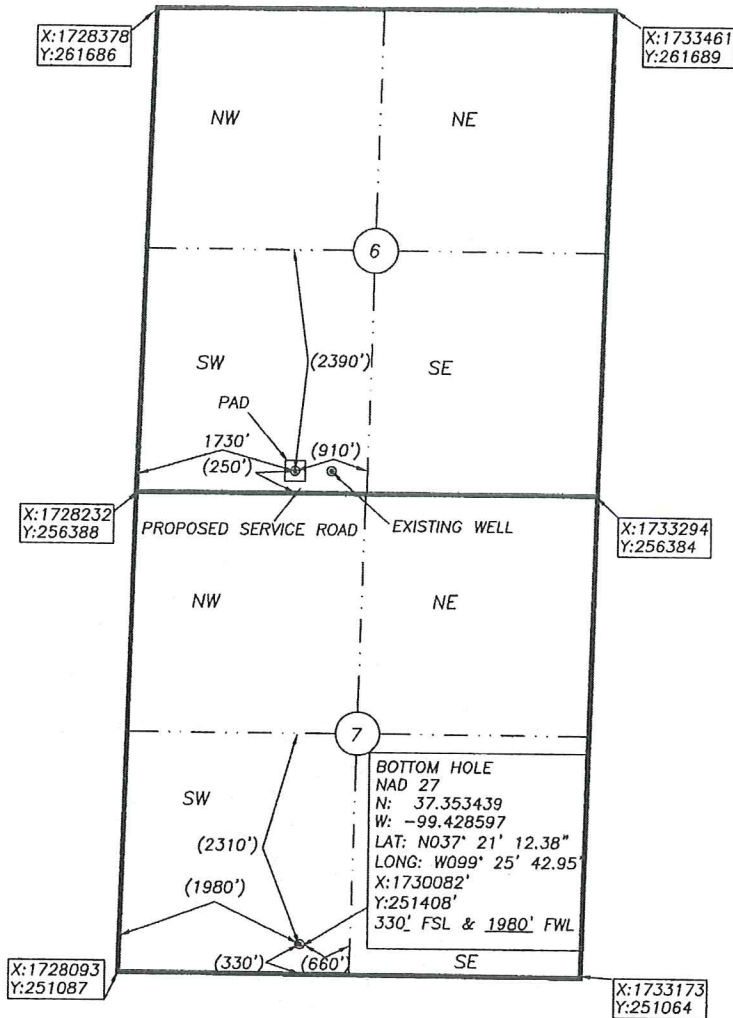 X:1728378
Y:261686
X:1733461
Y:261689
NW
NE
6
SW
(2390')
SE
PAD
1730'
(910')
(250')
X:1728232
Y:256388
PROPOSED SERVICE ROAD
EXISTING WELL
X:1733294
Y:256384
NW
NE
7
BOTTOM HOLE
NAD 27
N: 37.353439
W: -99.428597
LAT: N037° 21' 12.38"
LONG: W099° 25' 42.95'
X:1730082'
Y:251408'
330' FSL & 1980' FWL
SW
(2310')
(1980')
(330')
(660')
SE
X:1728093
Y:251087
X:1733173
Y:251064